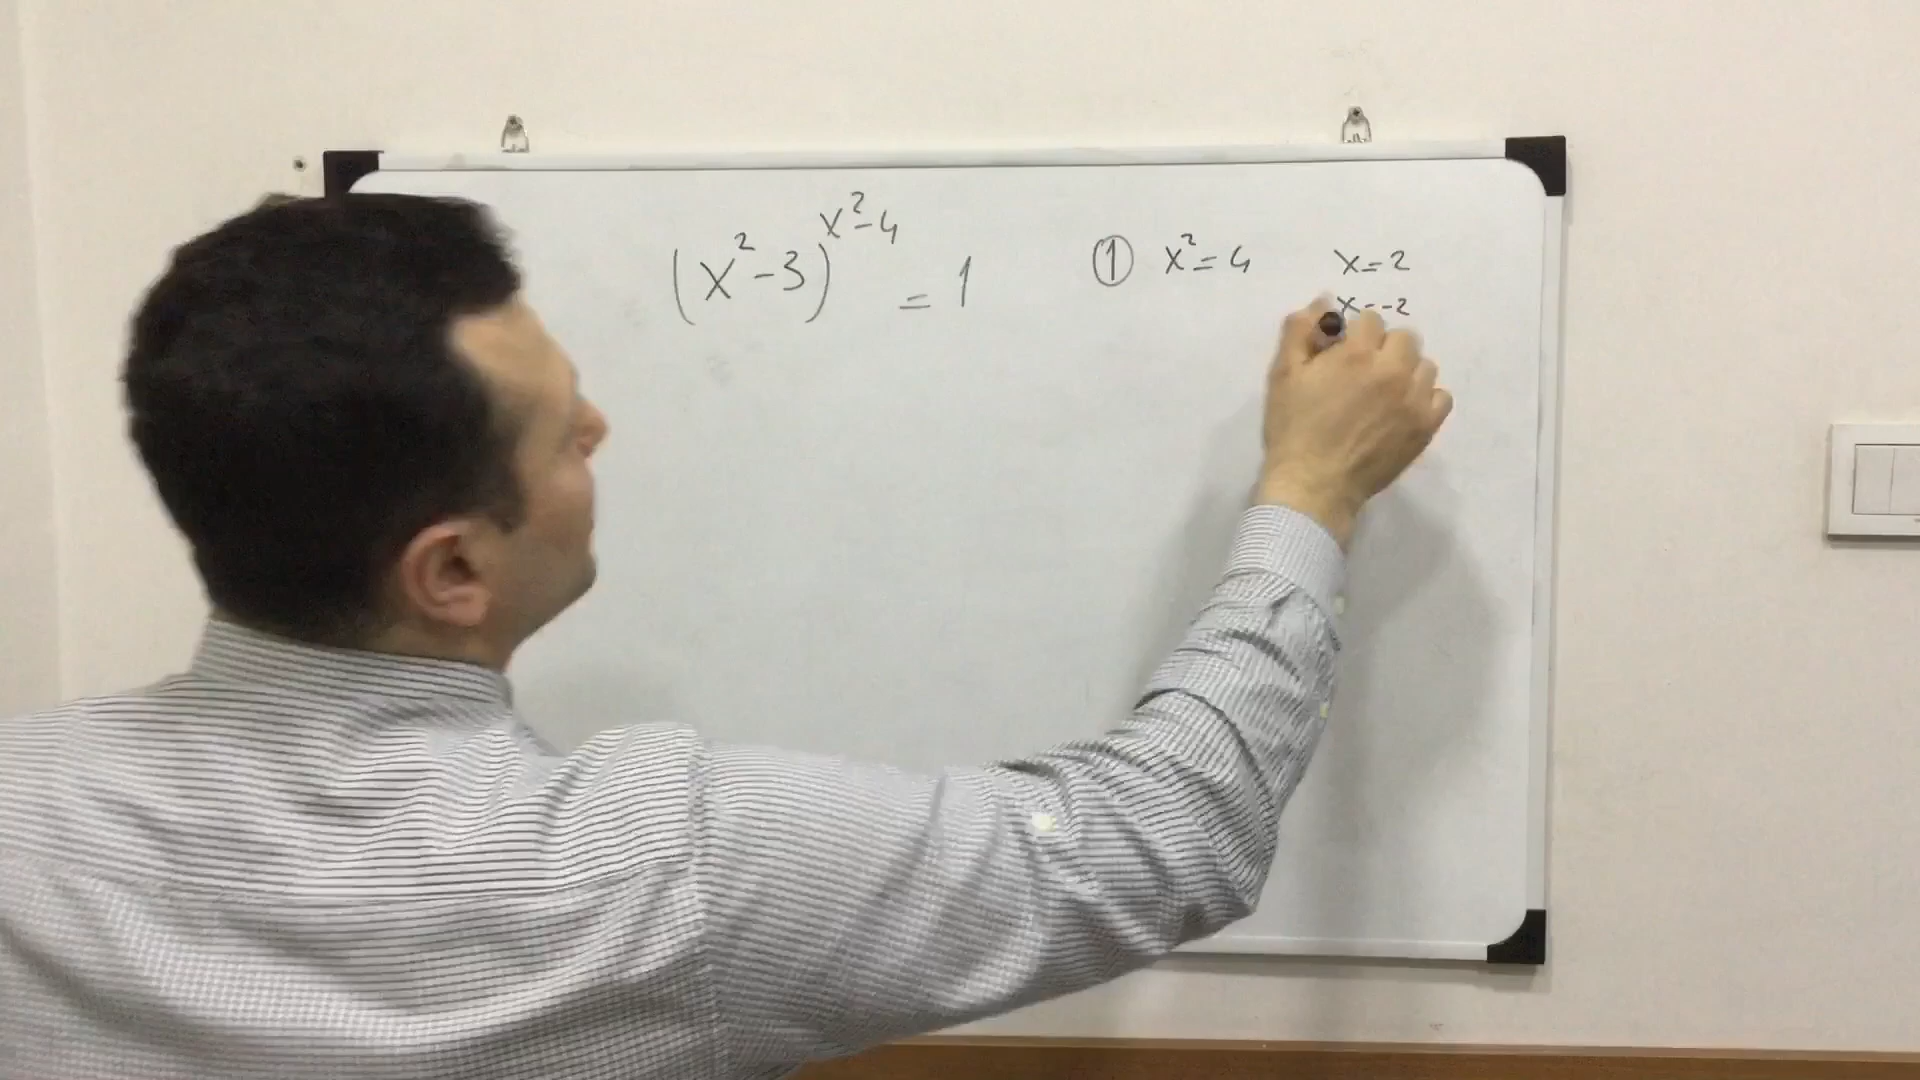 (x²-3)^(x²-4) = 1
① x² = 4
x = 2
x = -2